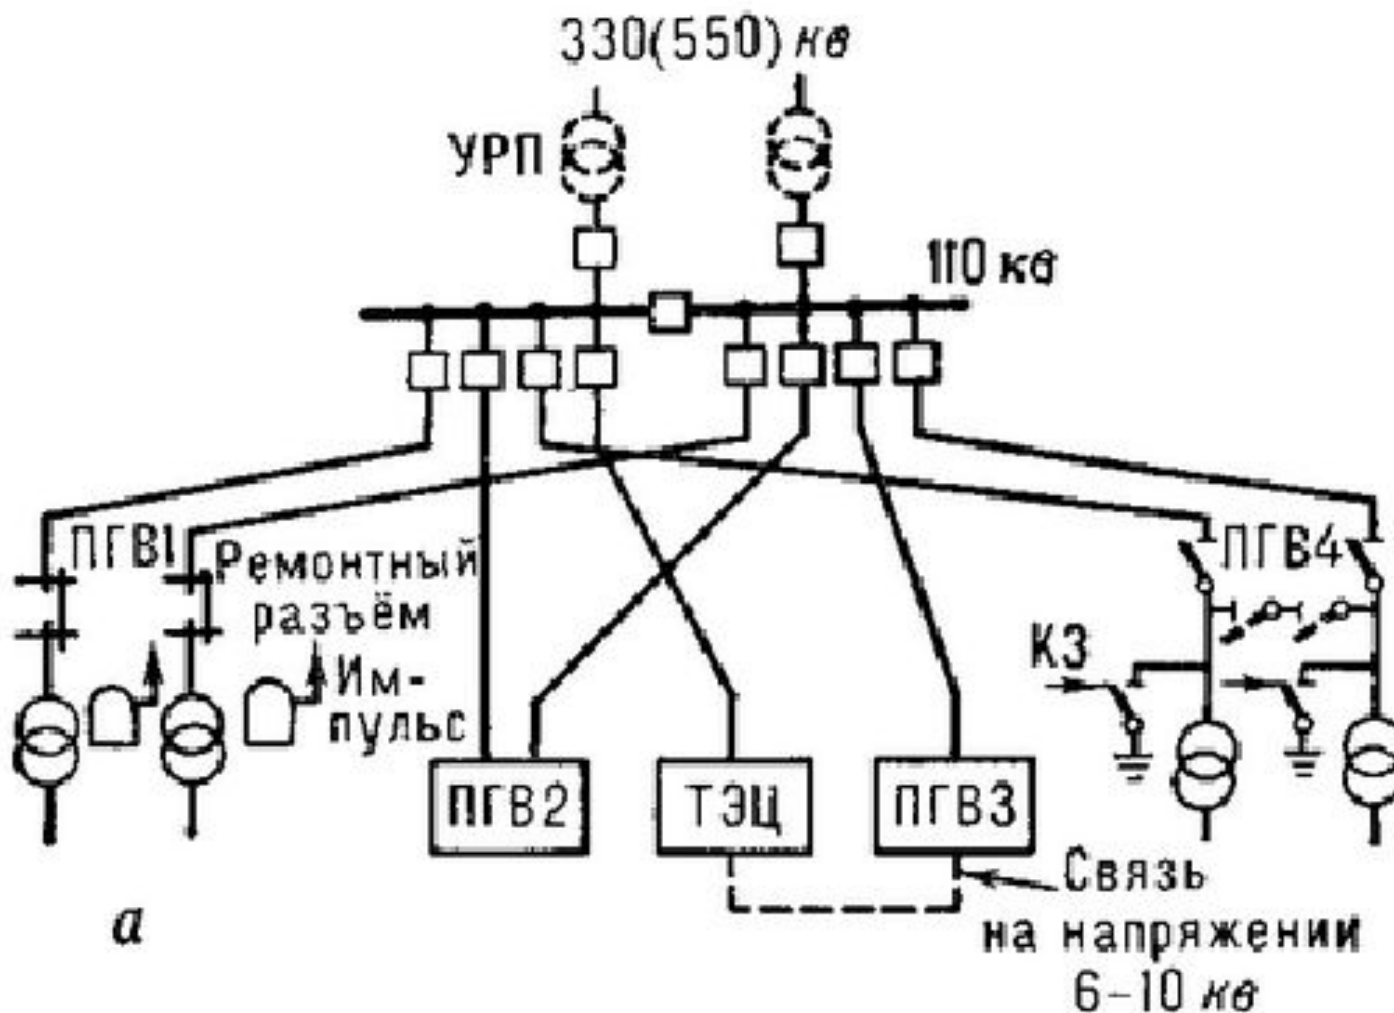 330(550) кв
УРП
110 кв
ПГВ1
Ремонтный
разъём
Им-
пульс
ПГВ4
КЗ
ПГВ2
ТЭЦ
ПГВ3
Связь
на напряжении
6-10 кв
а